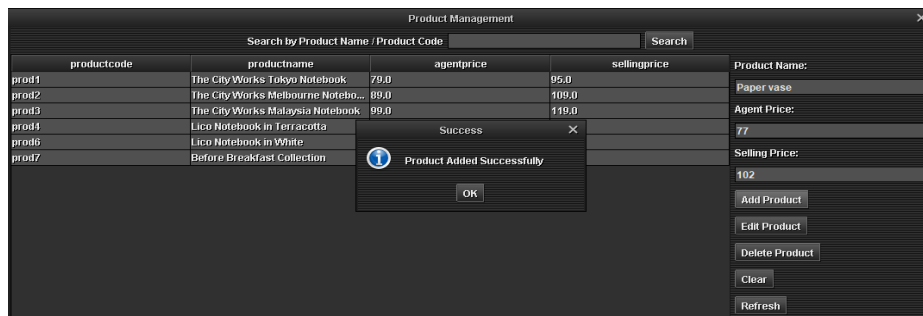 Product Management
Search by Product Name / Product Code Search
productcode productname agentprice sellingprice
prod1 The City Works Tokyo Notebook 79.0 95.0
prod2 The City Works Melbourne Notebo... 89.0 109.0
prod3 The City Works Malaysia Notebook 99.0 119.0
prod4 Lico Notebook in Terracotta
prod6 Lico Notebook in White
prod7 Before Breakfast Collection
Success
Product Added Successfully
OK
Product Name:
Paper vase
Agent Price:
77
Selling Price:
102
Add Product
Edit Product
Delete Product
Clear
Refresh